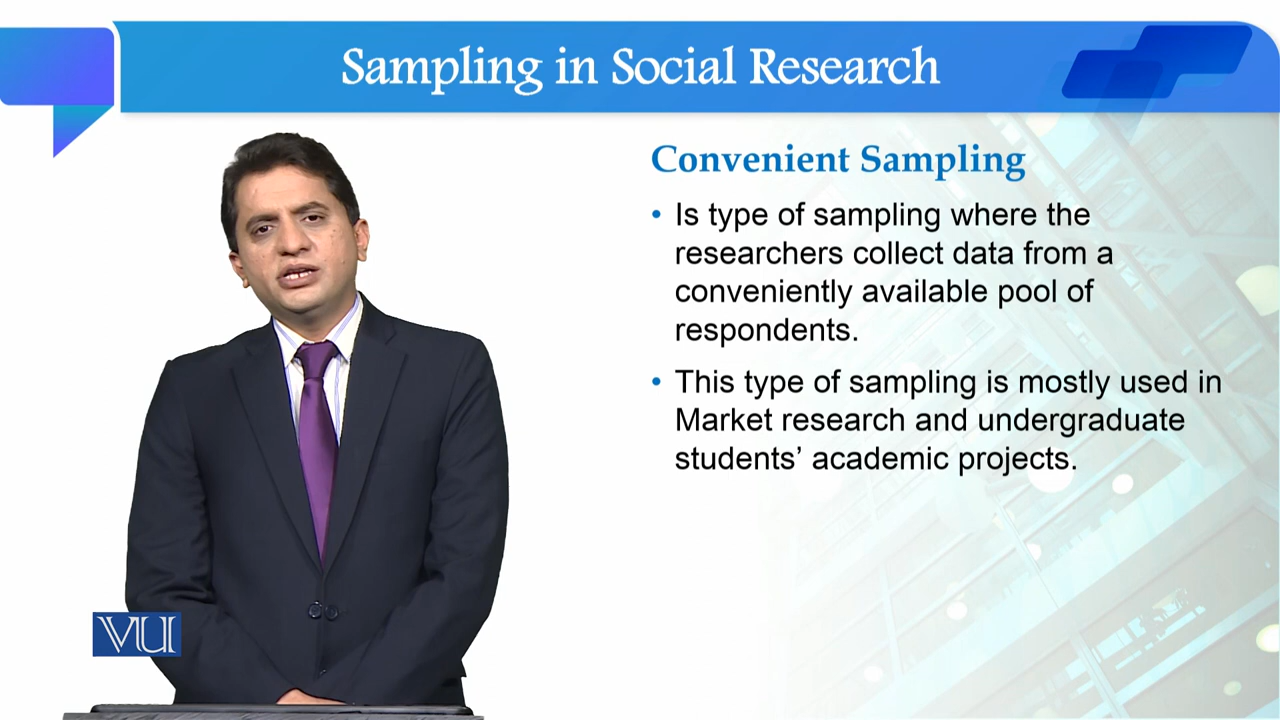 Sampling in Social Research
Convenient Sampling
• Is type of sampling where the
researchers collect data from a
conveniently available pool of
respondents.
• This type of sampling is mostly used in
Market research and undergraduate
students’ academic projects.
VU